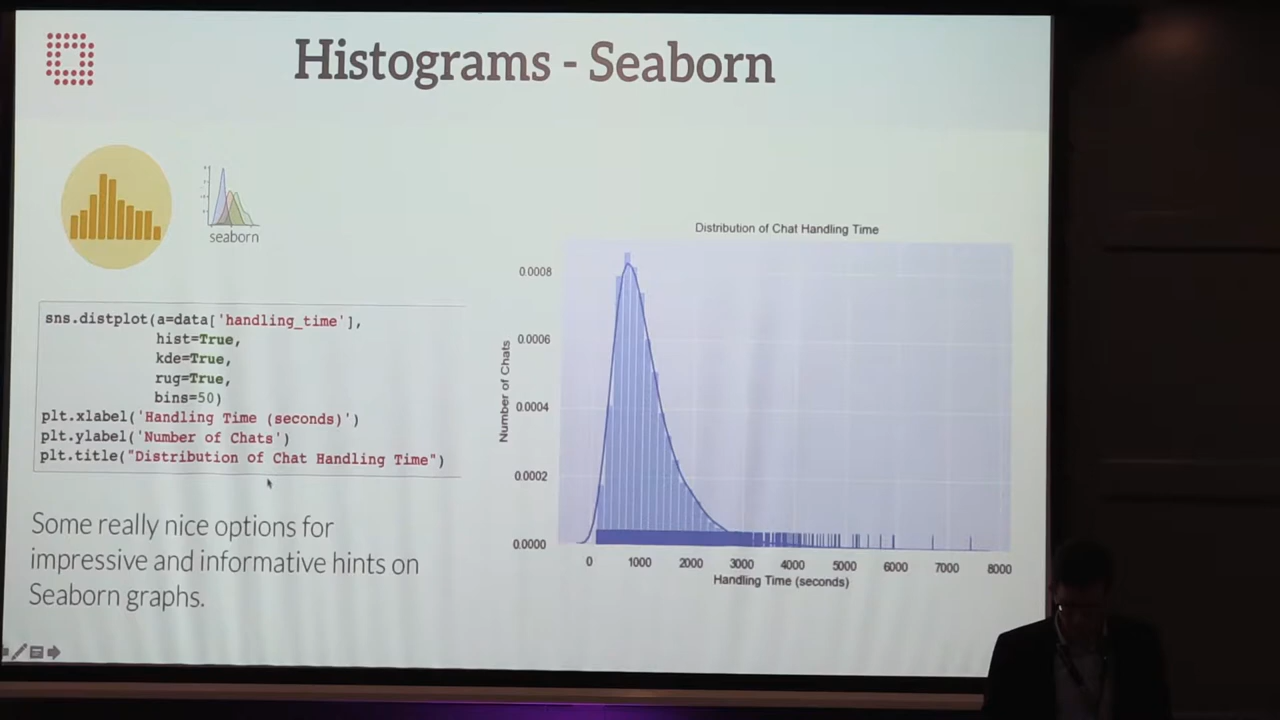 Histograms - Seaborn
seaborn
sns.distplot(a=data['handling_time'],
hist=True,
kde=True,
rug=True,
bins=50)
plt.xlabel('Handling Time (seconds)')
plt.ylabel('Number of Chats')
plt.title("Distribution of Chat Handling Time")
Some really nice options for
impressive and informative hints on
Seaborn graphs.
Distribution of Chat Handling Time
Number of Chats
0.0008
0.0006
0.0004
0.0002
0.0000
0 1000 2000 3000 4000 5000 6000 7000 8000
Handling Time (seconds)